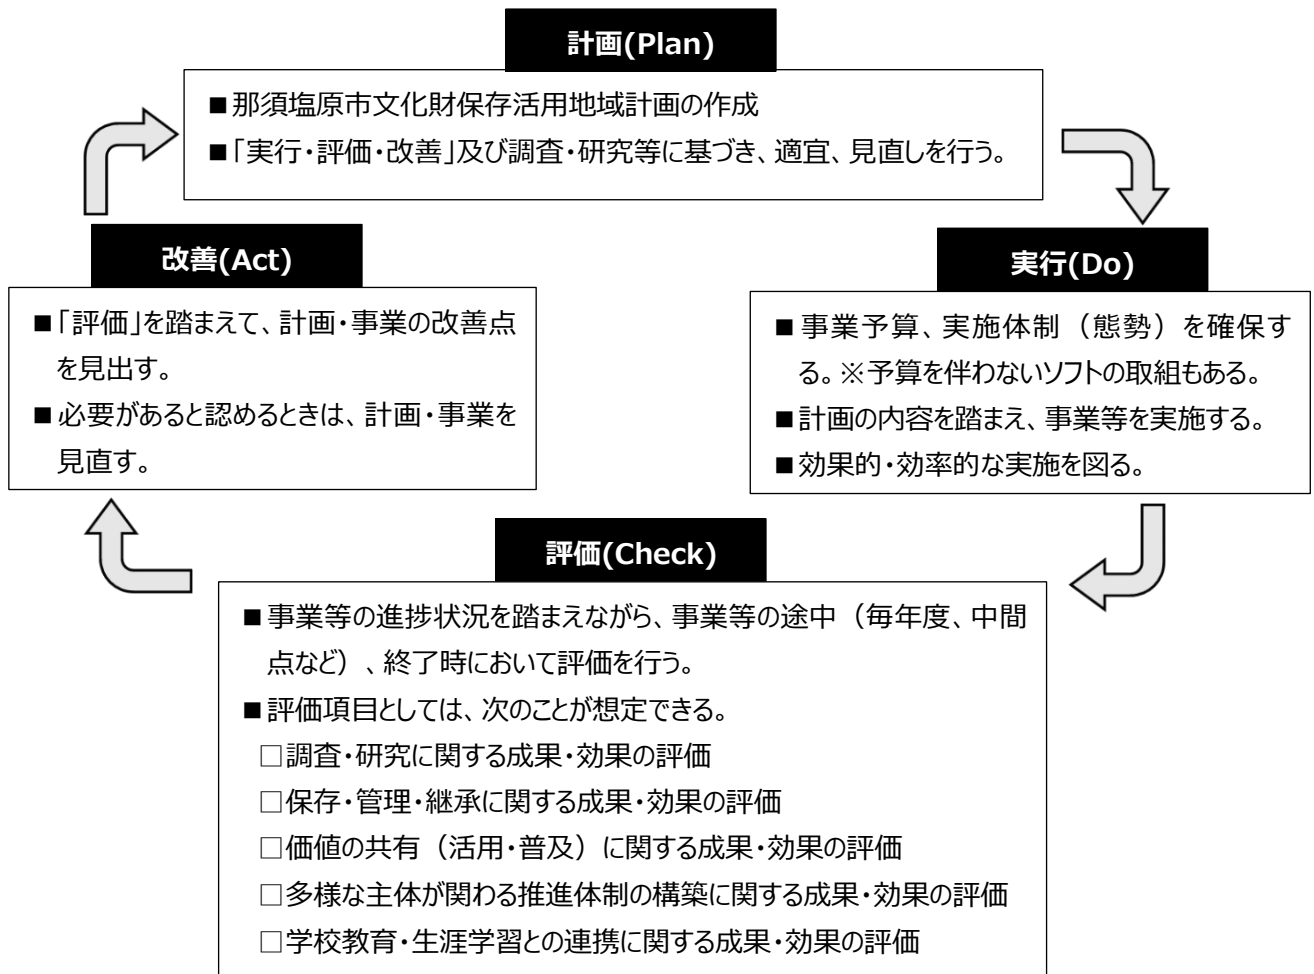 計画(Plan)
■那須塩原市文化財保存活用地域計画の作成
■「実行・評価・改善」及び調査・研究等に基づき、適宜、見直しを行う。
改善(Act)
■「評価」を踏まえて、計画・事業の改善点
を見出す。
■必要があると認めるときは、計画・事業を
見直す。
実行(Do)
■事業予算、実施体制（態勢）を確保す
る。※予算を伴わないソフトの取組もある。
■計画の内容を踏まえ、事業等を実施する。
■効果的・効率的な実施を図る。
評価(Check)
■事業等の進捗状況を踏まえながら、事業等の途中（毎年度、中間
点など）、終了時において評価を行う。
■評価項目としては、次のことが想定できる。
□調査・研究に関する成果・効果の評価
□保存・管理・継承に関する成果・効果の評価
□価値の共有（活用・普及）に関する成果・効果の評価
□多様な主体が関わる推進体制の構築に関する成果・効果の評価
□学校教育・生涯学習との連携に関する成果・効果の評価